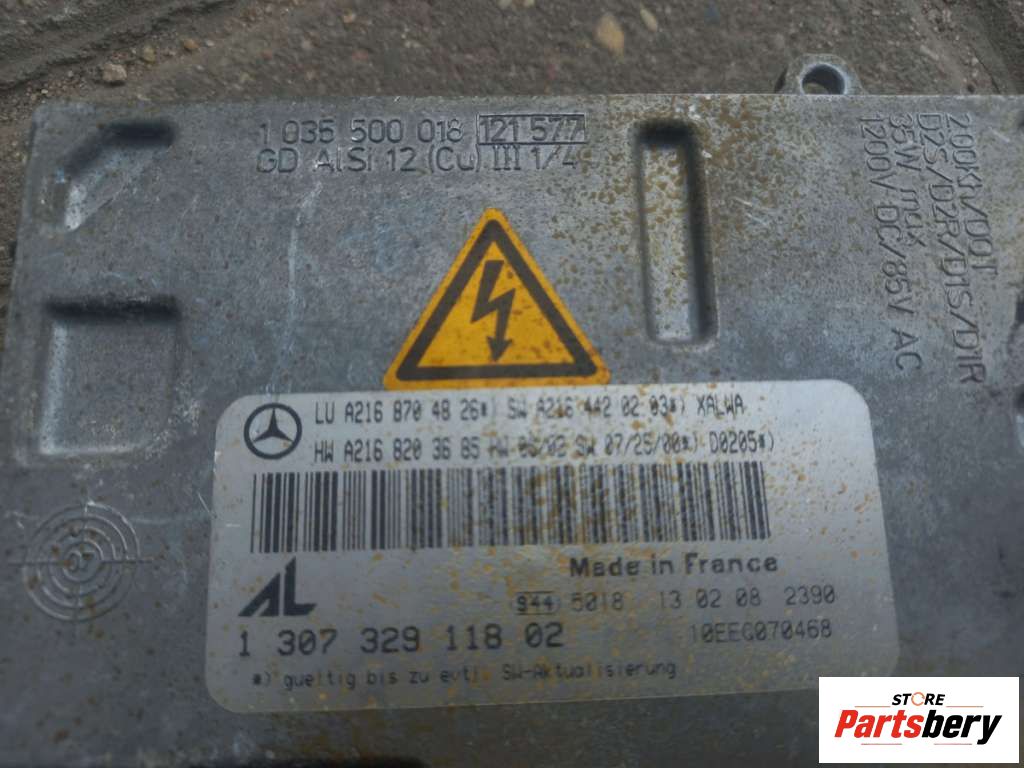 1 035 500 018 121 577
GD AlSi 12 (Cu) III 1/4
200Kh/00T
D2S/D2R/D1S/D1R
35W max
1200V DC/85V AC
LU A216 870 48 26*) SW A216 442 02 03*) XALWA
HW A216 820 36 85 HW 06/02 SW 07/25/00*) D0205*)
Made in France
AL
944 5018 13 02 08 2390
1 307 329 118 02
10EEG070468
*) gueltig bis zu evtl. SW-Aktualisierung
07
STORE
Partsbery